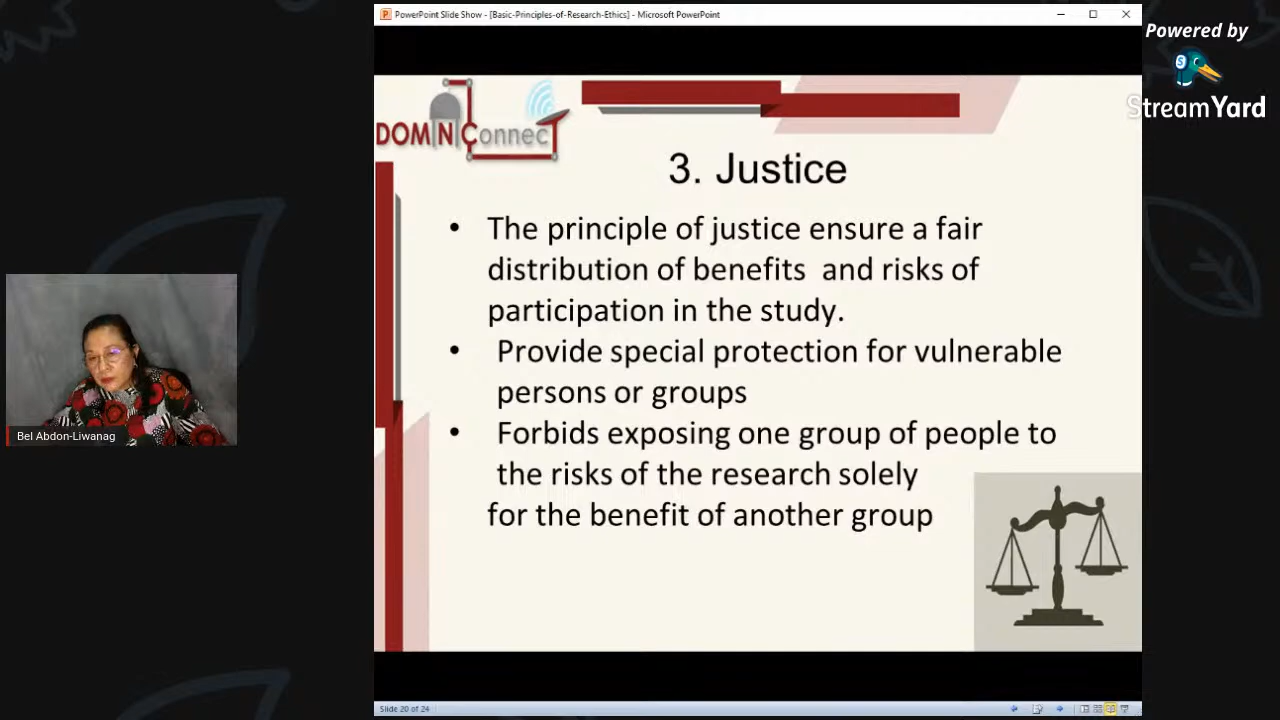 PowerPoint Slide Show - [Basic-Principles-of-Research-Ethics] - Microsoft PowerPoint
Powered by
StreamYard
DOMINConnecT
3. Justice
• The principle of justice ensure a fair
distribution of benefits and risks of
participation in the study.
• Provide special protection for vulnerable
persons or groups
• Forbids exposing one group of people to
the risks of the research solely
for the benefit of another group
Bel Abdon-Liwanag
Slide 20 of 24